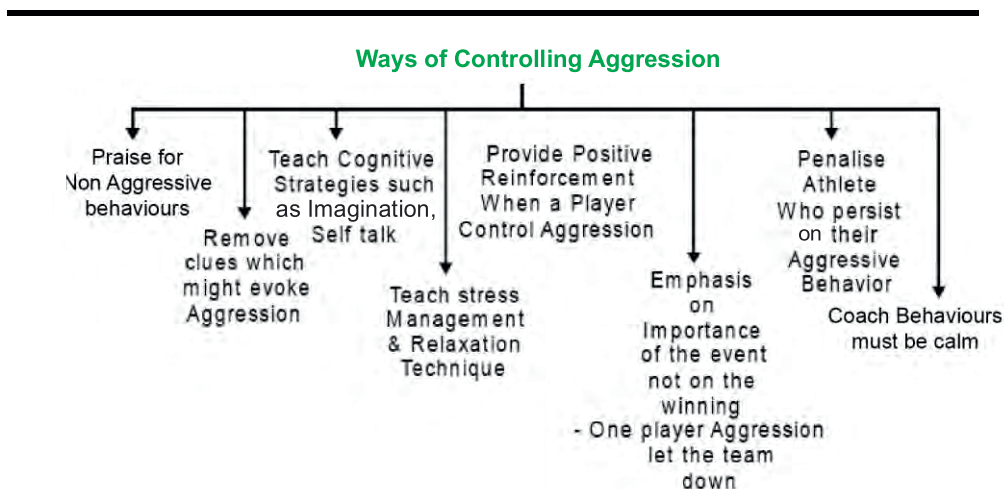 Ways of Controlling Aggression
Praise for
Non Aggressive
behaviours
Remove
clues which
might evoke
Aggression
Teach Cognitive
Strategies such
as Imagination,
Self talk
Teach stress
Management
& Relaxation
Technique
Provide Positive
Reinforcement
When a Player
Control Aggression
Emphasis
on
Importance
of the event
not on the
winning
- One player Aggression
let the team
down
Penalise
Athlete
Who persist
on their
Aggressive
Behavior
Coach Behaviours
must be calm